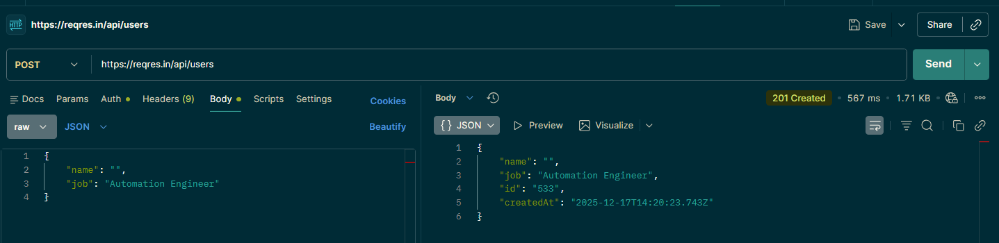 HTTP https://reqres.in/api/users Save Share
POST https://reqres.in/api/users Send
Docs Params Auth Headers (9) Body Scripts Settings Cookies
raw JSON Beautify
1 {
2 "name": "",
3 "job": "Automation Engineer"
4 }
Body 201 Created 567 ms 1.71 KB
{} JSON Preview Visualize
1 {
2 "name": "",
3 "job": "Automation Engineer",
4 "id": "533",
5 "createdAt": "2025-12-17T14:20:23.743Z"
6 }